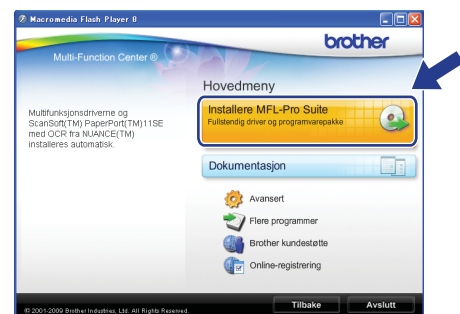 Macromedia Flash Player 8
brother
Multi-Function Center ®
Hovedmeny
Multifunksjonsdriverne og
ScanSoft(TM) PaperPort(TM)11SE
med OCR fra NUANCE(TM)
installeres automatisk.
Installere MFL-Pro Suite
Fullstendig driver og programvarepakke
Dokumentasjon
Avansert
Flere programmer
Brother kundestøtte
Online-registrering
© 2001-2009 Brother Industries, Ltd. All Rights Reserved.
Tilbake
Avslutt